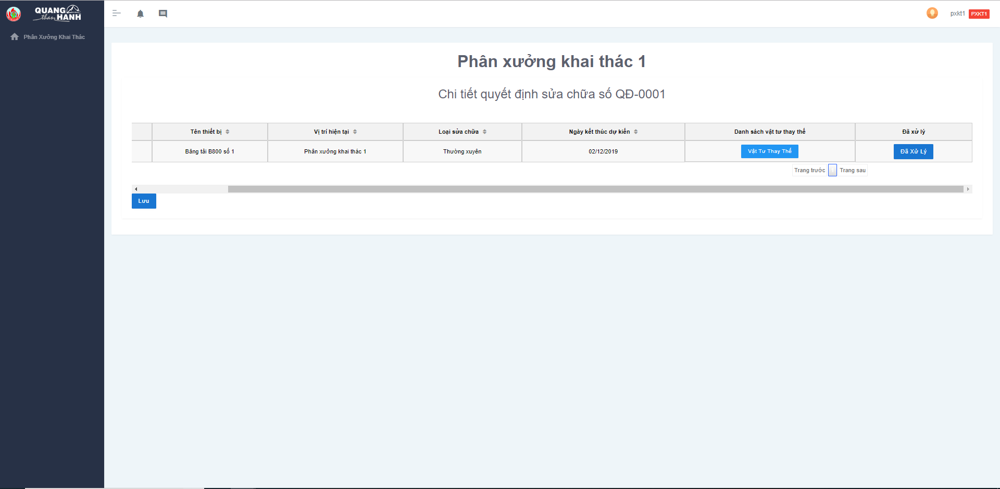 QUANG
than HANH
pxkt1 PXKT1
Phân Xưởng Khai Thác
Phân xưởng khai thác 1
Chi tiết quyết định sửa chữa số QĐ-0001
Tên thiết bị Vị trí hiện tại Loại sửa chữa Ngày kết thúc dự kiến Danh sách vật tư thay thế Đã xử lý
Băng tải B800 số 1 Phân xưởng khai thác 1 Thường xuyên 02/12/2019 Vật Tư Thay Thế Đã Xử Lý
Trang trước 1 Trang sau
Lưu